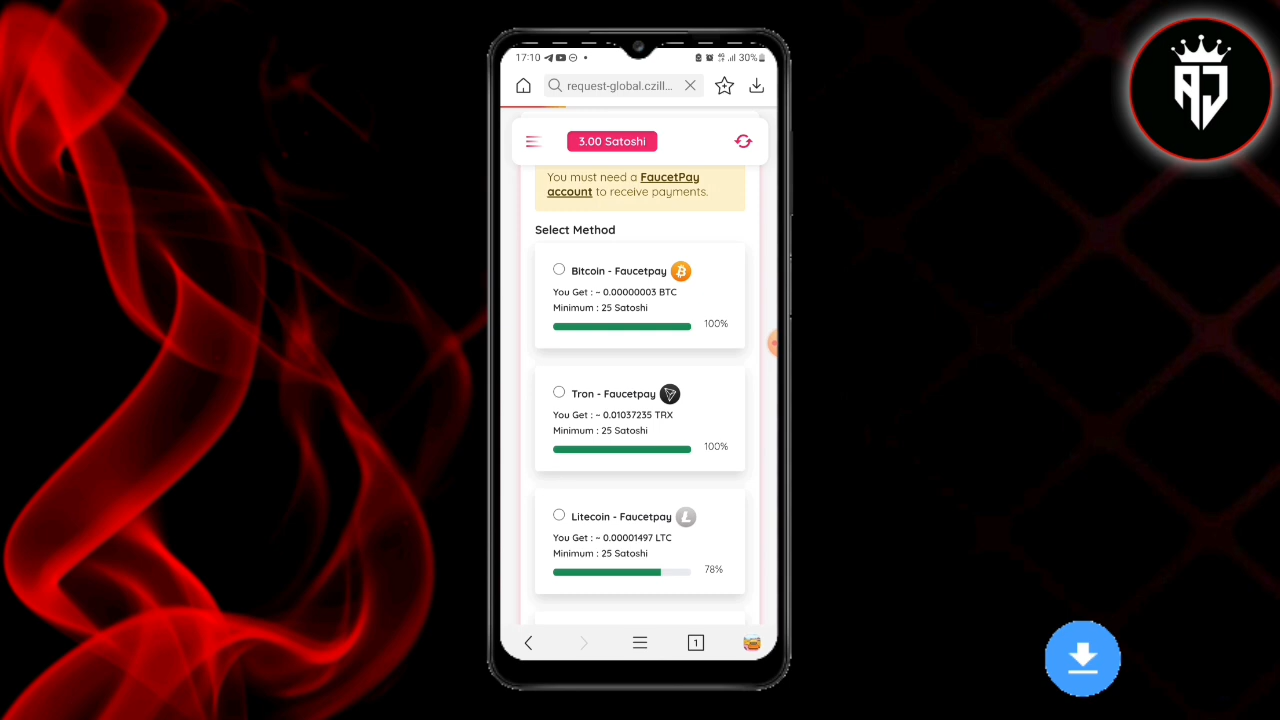 AJ
17:10
30%
request-global.czill...
3.00 Satoshi
You must need a FaucetPay
account to receive payments.
Select Method
Bitcoin - Faucetpay
You Get : ~ 0.00000003 BTC
Minimum : 25 Satoshi
100%
Tron - Faucetpay
You Get : ~ 0.01037235 TRX
Minimum : 25 Satoshi
100%
Litecoin - Faucetpay
You Get : ~ 0.00001497 LTC
Minimum : 25 Satoshi
78%
1